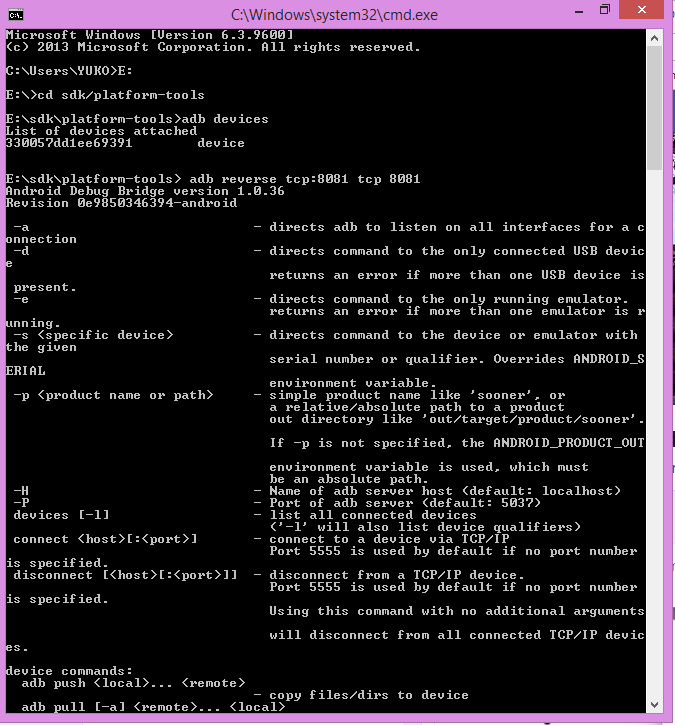 C:\Windows\system32\cmd.exe
Microsoft Windows [Version 6.3.9600]
(c) 2013 Microsoft Corporation. All rights reserved.
C:\Users\YUKO>E:
E:\>cd sdk/platform-tools
E:\sdk\platform-tools>adb devices
List of devices attached
330057dd1ee69391        device
E:\sdk\platform-tools> adb reverse tcp:8081 tcp 8081
Android Debug Bridge version 1.0.36
Revision 0e9850346394-android
 -a                            - directs adb to listen on all interfaces for a c
onnection
 -d                            - directs command to the only connected USB devic
e
                                 returns an error if more than one USB device is
 present.
 -e                            - directs command to the only running emulator.
                                 returns an error if more than one emulator is r
unning.
 -s <specific device>          - directs command to the device or emulator with
the given
                                 serial number or qualifier. Overrides ANDROID_S
ERIAL
                                 environment variable.
 -p <product name or path>     - simple product name like 'sooner', or
                                 a relative/absolute path to a product
                                 out directory like 'out/target/product/sooner'.
                                 If -p is not specified, the ANDROID_PRODUCT_OUT
                                 environment variable is used, which must
                                 be an absolute path.
 -H                            - Name of adb server host (default: localhost)
 -P                            - Port of adb server (default: 5037)
 devices [-l]                  - list all connected devices
                                 ('-l' will also list device qualifiers)
 connect <host>[:<port>]       - connect to a device via TCP/IP
                                 Port 5555 is used by default if no port number
is specified.
 disconnect [<host>[:<port>]]  - disconnect from a TCP/IP device.
                                 Port 5555 is used by default if no port number
is specified.
                                 Using this command with no additional arguments
                                 will disconnect from all connected TCP/IP devic
es.
device commands:
  adb push <local>... <remote>
                               - copy files/dirs to device
  adb pull [-a] <remote>... <local>